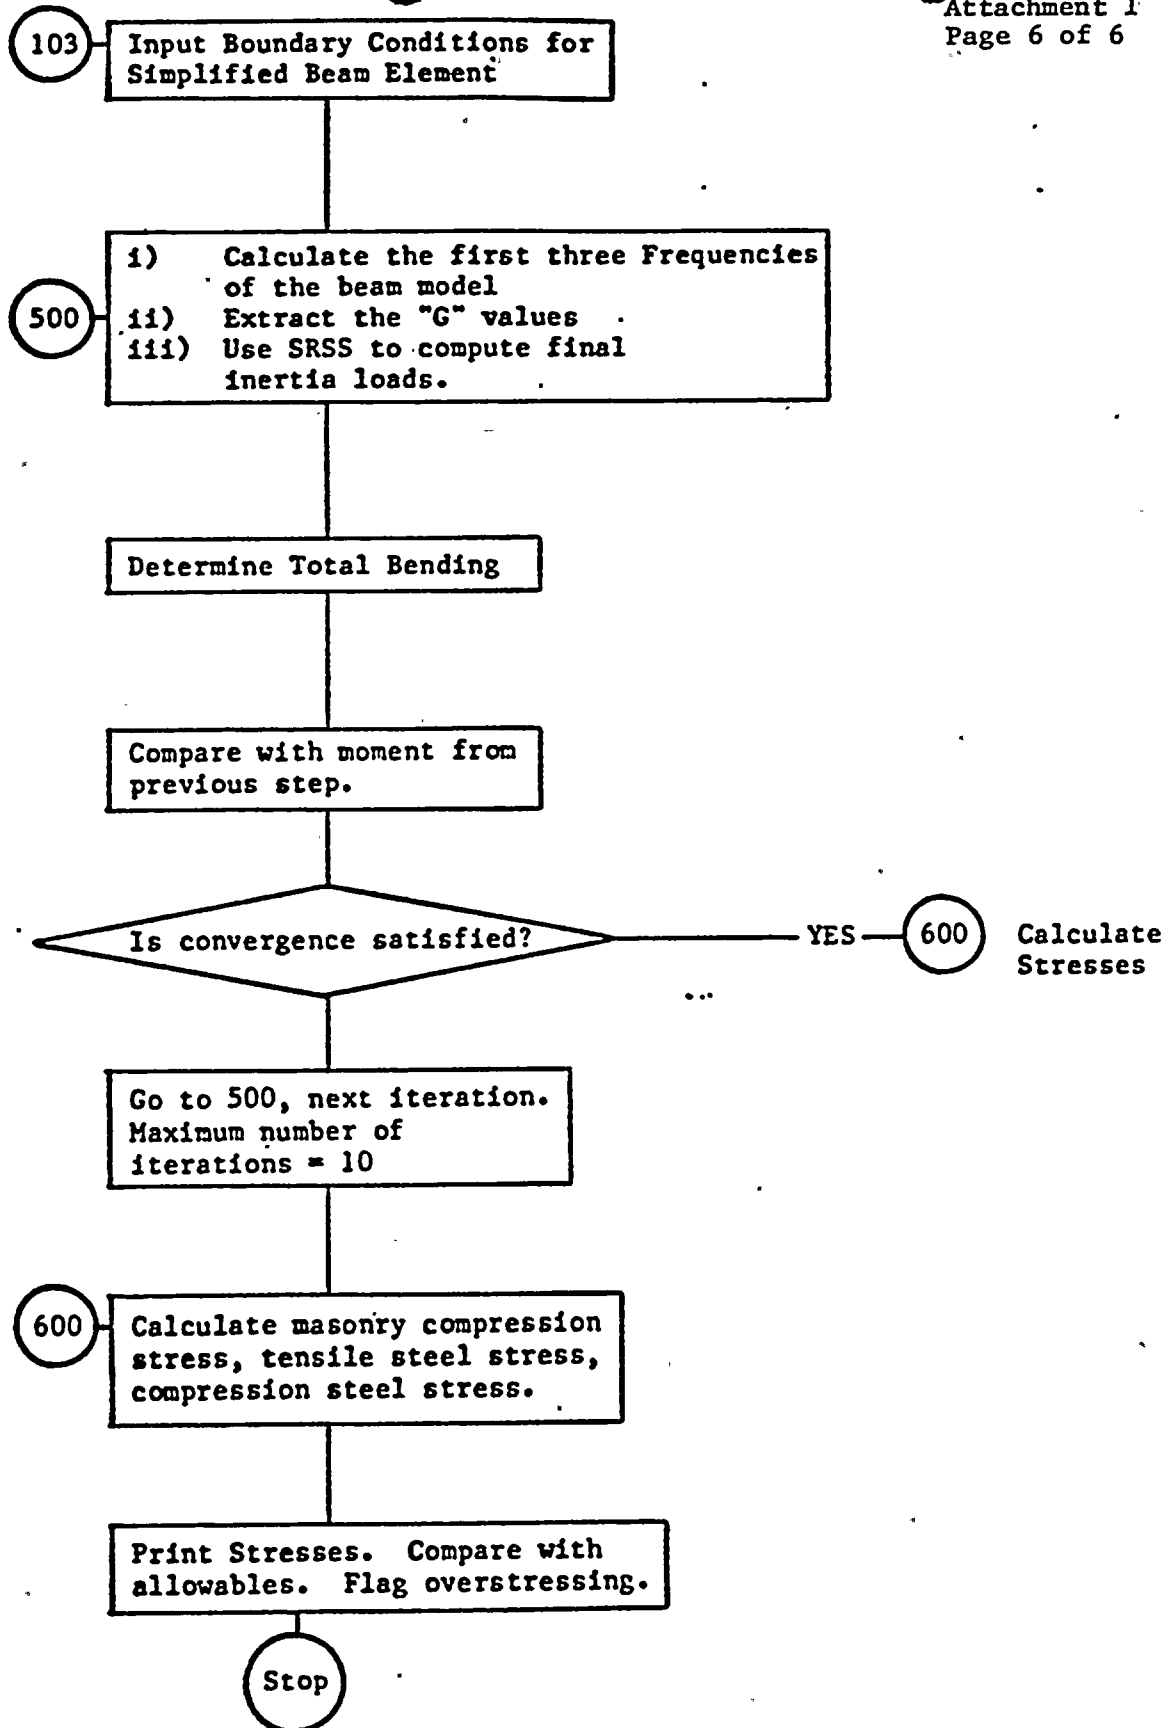 Attachment 1
Page 6 of 6
103
Input Boundary Conditions for
Simplified Beam Element
500
i) Calculate the first three Frequencies
of the beam model
ii) Extract the "G" values
iii) Use SRSS to compute final
inertia loads.
Determine Total Bending
Compare with moment from
previous step.
Is convergence satisfied?
YES
600
Calculate
Stresses
Go to 500, next iteration.
Maximum number of
iterations = 10
600
Calculate masonry compression
stress, tensile steel stress,
compression steel stress.
Print Stresses. Compare with
allowables. Flag overstressing.
Stop